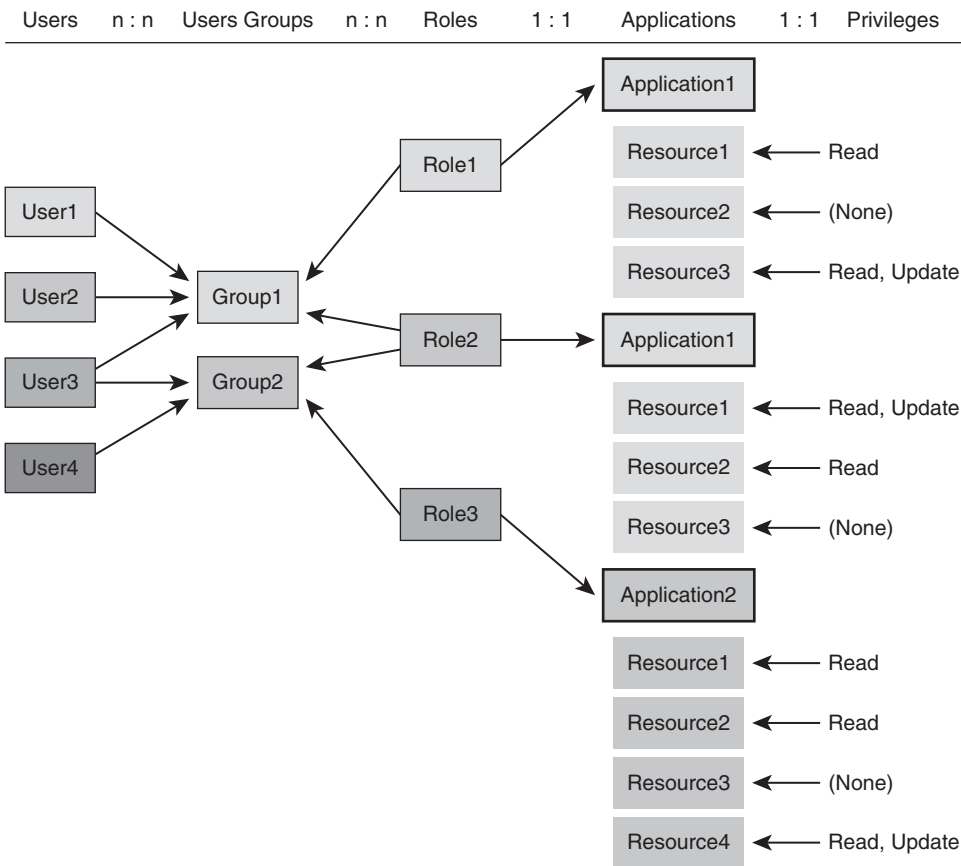 Users n : n Users Groups n : n Roles 1 : 1 Applications 1 : 1 Privileges
Application1
Role1
Resource1 Read
User1
Resource2 (None)
Resource3 Read, Update
User2 Group1
Role2 Application1
User3 Group2
Resource1 Read, Update
User4
Resource2 Read
Role3
Resource3 (None)
Application2
Resource1 Read
Resource2 Read
Resource3 (None)
Resource4 Read, Update